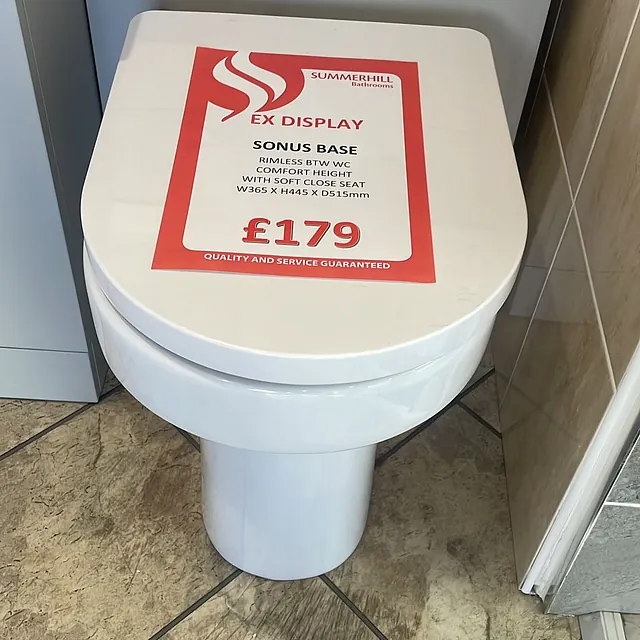 SUMMERHILL
Bathrooms
EX DISPLAY
SONUS BASE
RIMLESS BTW WC
COMFORT HEIGHT
WITH SOFT CLOSE SEAT
W365 X H445 X D515mm
£179
QUALITY AND SERVICE GUARANTEED